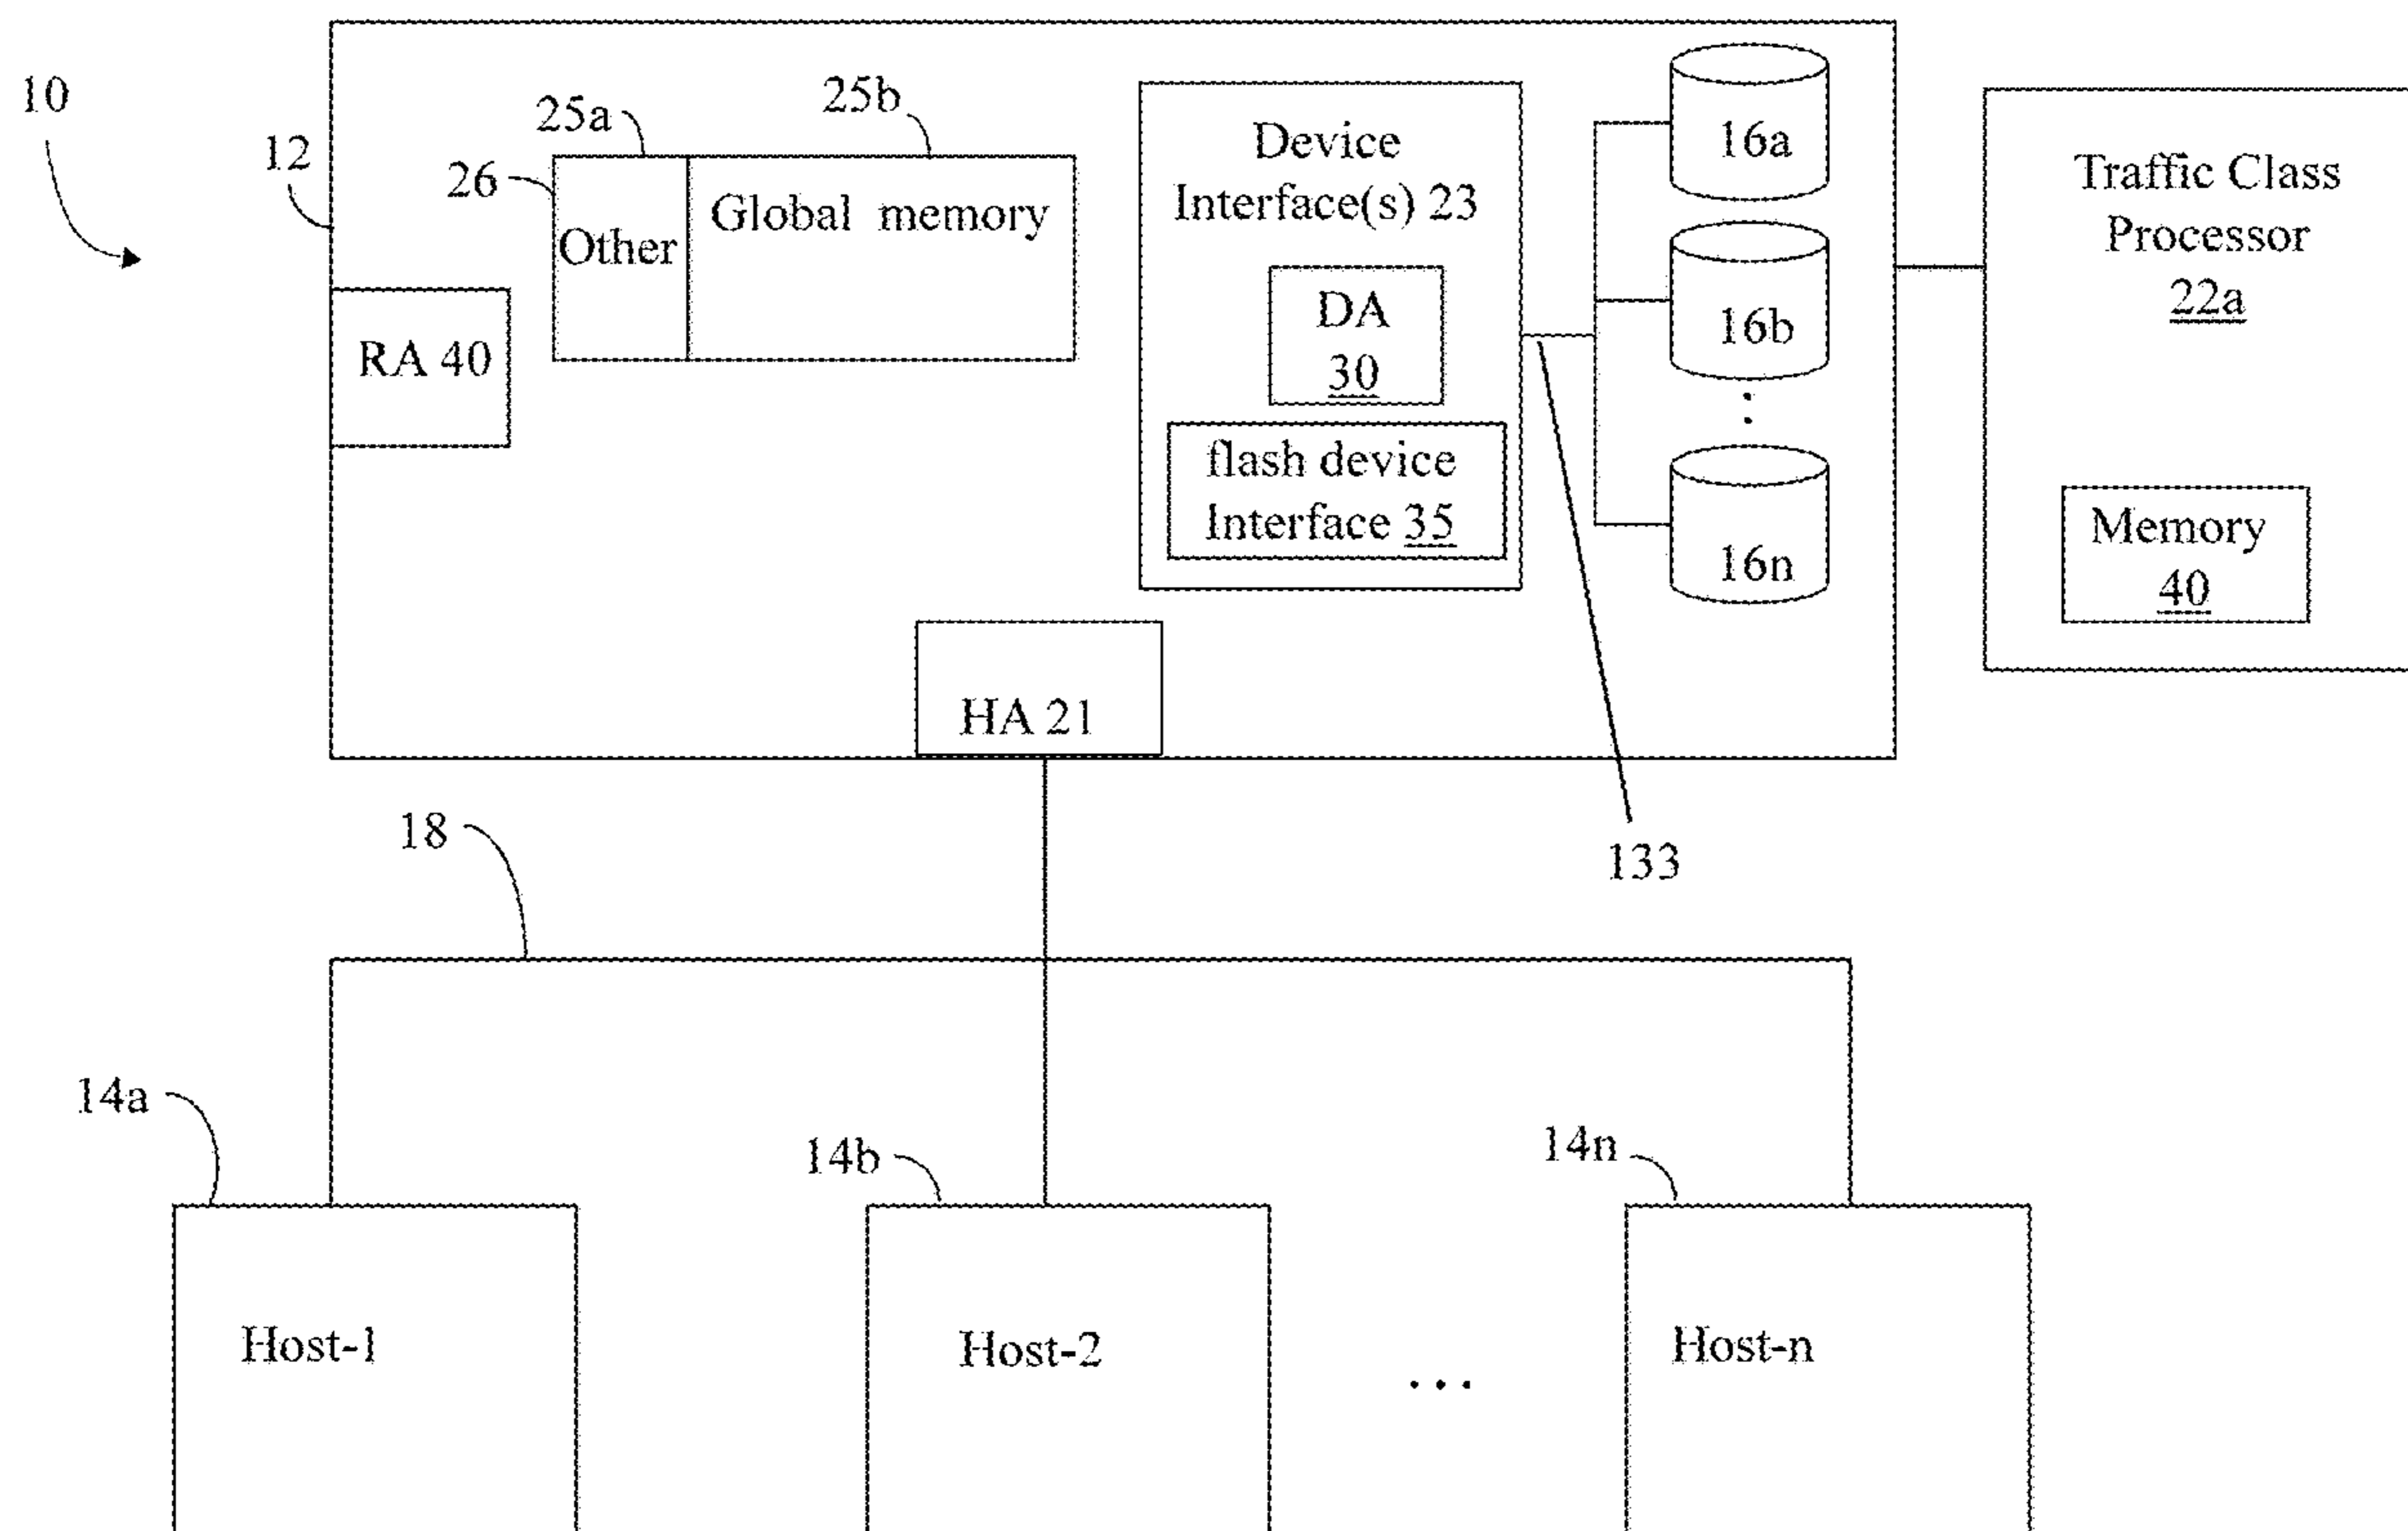 10
12
25a
25b
26
Other
Global memory
RA 40
Device
Interface(s) 23
DA
30
flash device
Interface 35
16a
16b
:
16n
Traffic Class
Processor
22a
Memory
40
HA 21
133
18
14a
14b
14n
Host-1
Host-2
...
Host-n